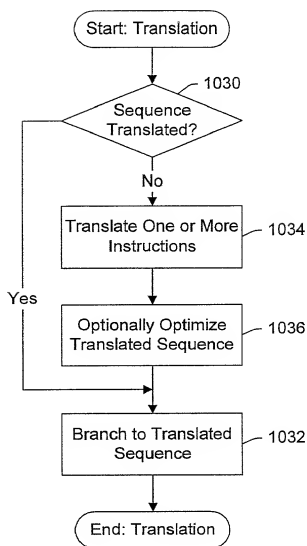 Start: Translation
1030
Sequence
Translated?
No
Translate One or More
Instructions
1034
Yes
Optionally Optimize
Translated Sequence
1036
Branch to Translated
Sequence
1032
End: Translation